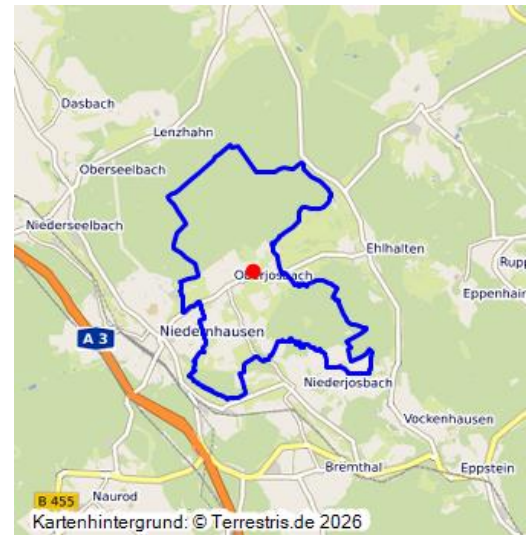 Dasbach
Lenzhahn
Oberseelbach
Niederseelbach
Ehlhalten
Oberjosbach
Rupp
Eppenhain
A 3
Niedernhausen
Niederjosbach
Vockenhausen
Bremthal
Eppstein
Naurod
B 455
Kartenhintergrund: © Terrestris.de 2026